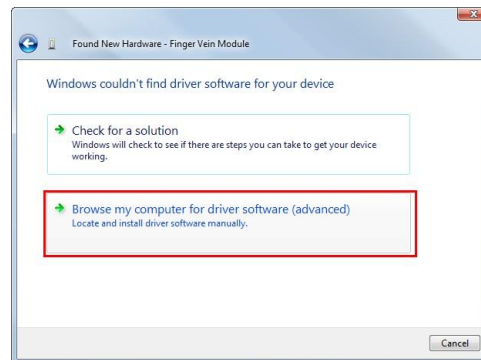 Found New Hardware - Finger Vein Module
Windows couldn't find driver software for your device
Check for a solution
Windows will check to see if there are steps you can take to get your device
working.
Browse my computer for driver software (advanced)
Locate and install driver software manually.
Cancel